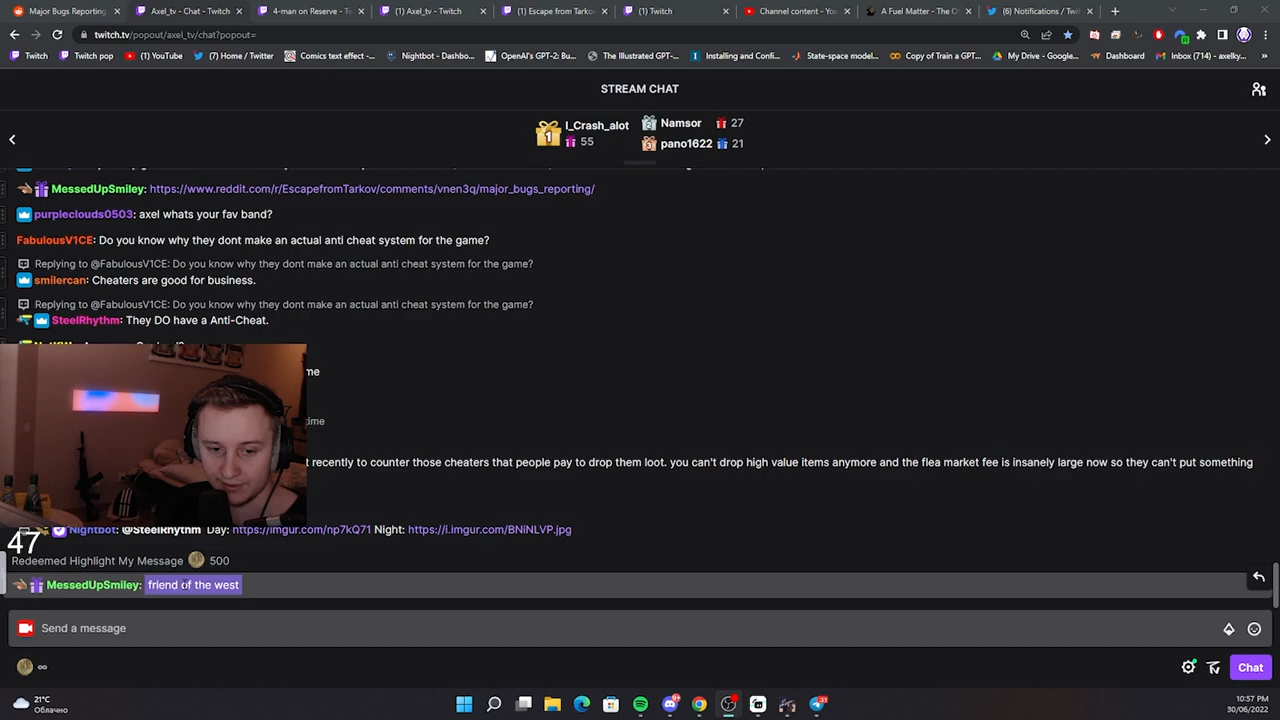 Major Bugs Reporting
Axel_tv - Chat - Twitch
4-man on Reserve - Tw
(1) Axel_tv - Twitch
(1) Escape from Tarko
(1) Twitch
Channel content - You
A Fuel Matter - The O
(6) Notifications / Twi
twitch.tv/popout/axel_tv/chat?popout=
Twitch
Twitch pop
(1) YouTube
(7) Home / Twitter
Comics text effect -...
Nightbot - Dashbo...
OpenAI's GPT-2: Bu...
The Illustrated GPT-...
Installing and Confi...
State-space model...
Copy of Train a GPT...
My Drive - Google...
Dashboard
Inbox (714) - axelky...
STREAM CHAT
1
I_Crash_alot
55
Namsor 27
pano1622 21
MessedUpSmiley: https://www.reddit.com/r/EscapefromTarkov/comments/vnen3q/major_bugs_reporting/
purpleclouds0503: axel whats your fav band?
FabulousV1CE: Do you know why they dont make an actual anti cheat system for the game?
Replying to @FabulousV1CE: Do you know why they dont make an actual anti cheat system for the game?
smilercan: Cheaters are good for business.
Replying to @FabulousV1CE: Do you know why they dont make an actual anti cheat system for the game?
SteelRhythm: They DO have a Anti-Cheat.
me
time
t recently to counter those cheaters that people pay to drop them loot. you can't drop high value items anymore and the flea market fee is insanely large now so they can't put something
Nightbot: @SteelRhythm Day: https://imgur.com/np7kQ71 Night: https://i.imgur.com/BNiNLVP.jpg
47
Redeemed Highlight My Message 500
MessedUpSmiley: friend of the west
Send a message
∞
Chat
21°C
Облачно
9+
31
10:57 PM
30/06/2022